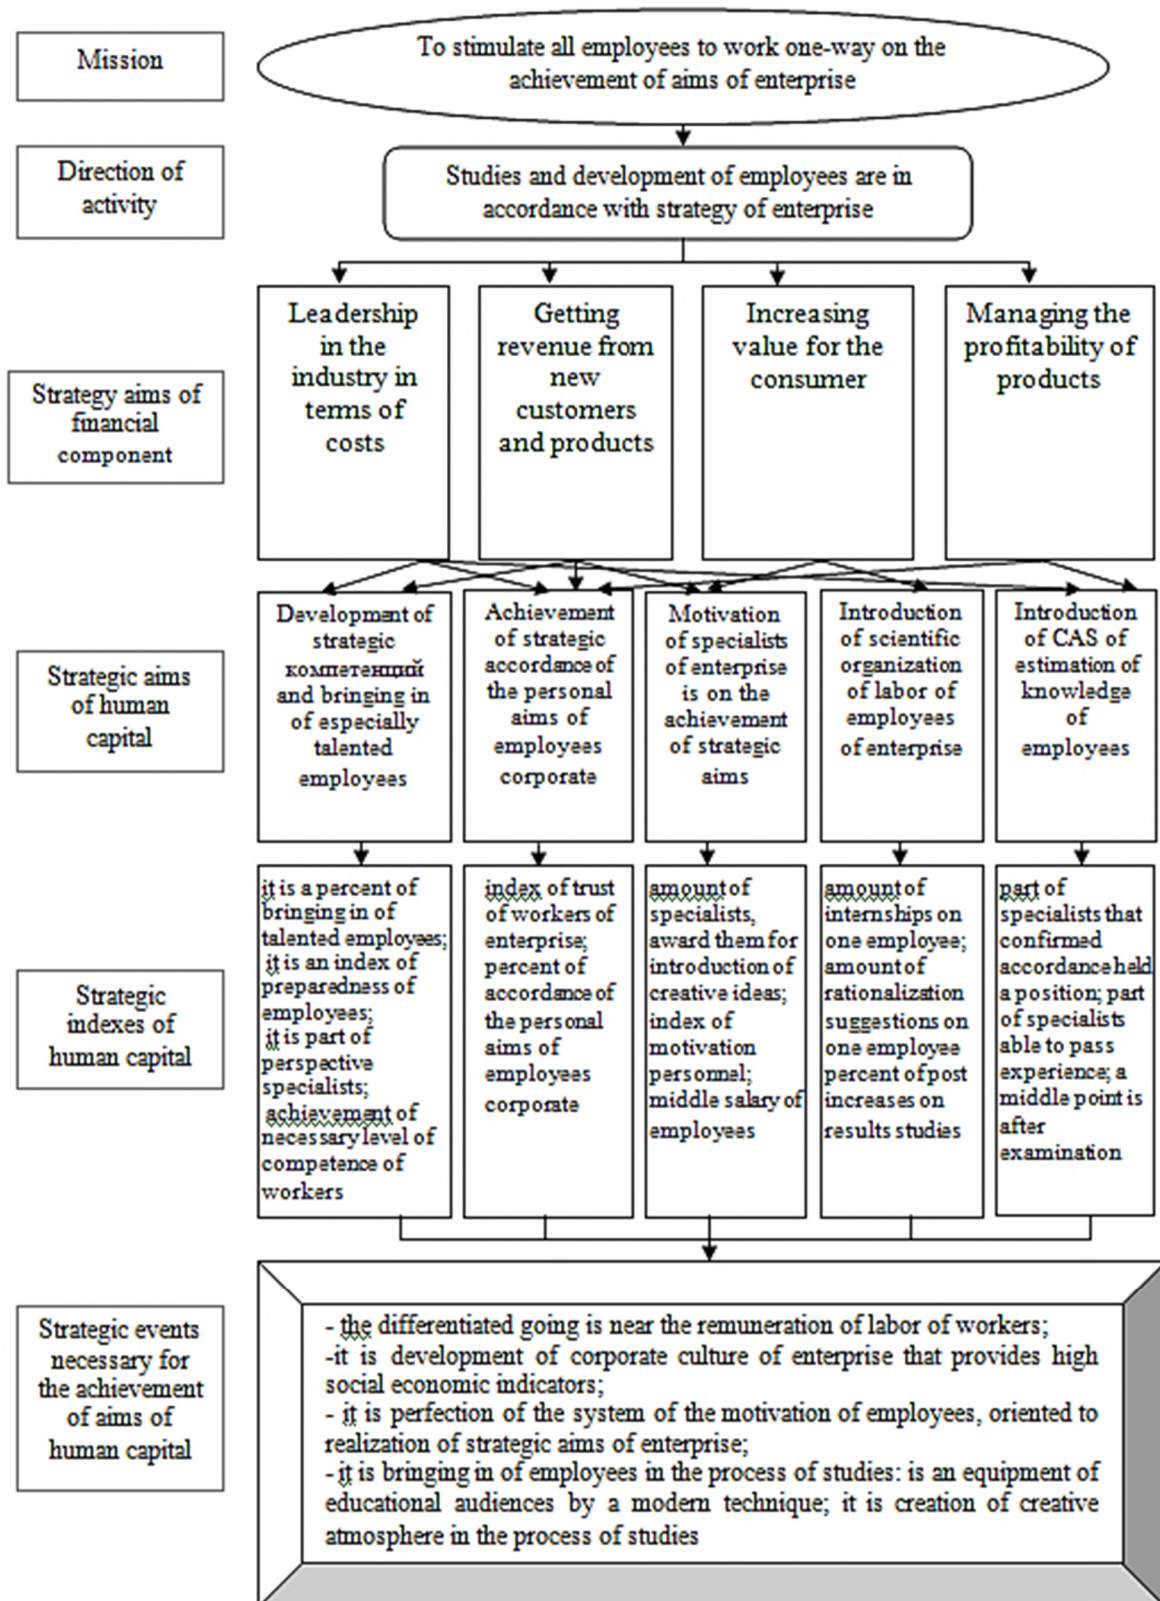 Mission
To stimulate all employees to work one-way on the
achievement of aims of enterprise
Direction of
activity
Studies and development of employees are in
accordance with strategy of enterprise
Strategy aims of
financial
component
Leadership
in the
industry in
terms of
costs
Getting
revenue from
new
customers
and products
Increasing
value for the
consumer
Managing the
profitability of
products
Strategic aims
of human
capital
Development of
strategic
компетенций
and bringing in
of especially
talented
employees
Achievement
of strategic
accordance of
the personal
aims of
employees
corporate
Motivation
of specialists
of enterprise
is on the
achievement
of strategic
aims
Introduction
of scientific
organization
of labor of
employees
of enterprise
Introduction
of CAS of
estimation of
knowledge
of
employees
Strategic
indexes of
human capital
it is a percent of
bringing in of
talented employees;
it is an index of
preparedness of
employees;
it is part of
perspective
specialists;
achievement of
necessary level of
competence of
workers
index of trust
of workers of
enterprise;
percent of
accordance of
the personal
aims of
employees
corporate
amount of
specialists,
award them for
introduction of
creative ideas;
index of
motivation
personnel;
middle salary of
employees
amount of
internships on
one employee;
amount of
rationalization
suggestions on
one employee
percent of post
increases on
results studies
part of
specialists that
confirmed
accordance held
a position; part
of specialists
able to pass
experience; a
middle point is
after
examination
Strategic events
necessary for
the achievement
of aims of
human capital
- the differentiated going is near the remuneration of labor of workers;
-it is development of corporate culture of enterprise that provides high
social economic indicators;
- it is perfection of the system of the motivation of employees, oriented to
realization of strategic aims of enterprise;
-it is bringing in of employees in the process of studies: is an equipment of
educational audiences by a modern technique; it is creation of creative
atmosphere in the process of studies